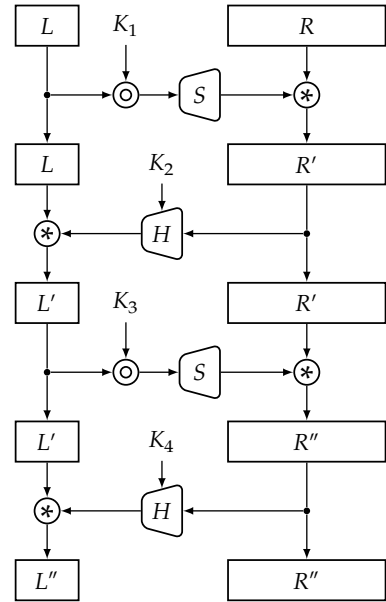 L K₁ R
S *
L K₂ R′
* H
L′ K₃ R′
S *
L′ K₄ R″
* H
L″ R″